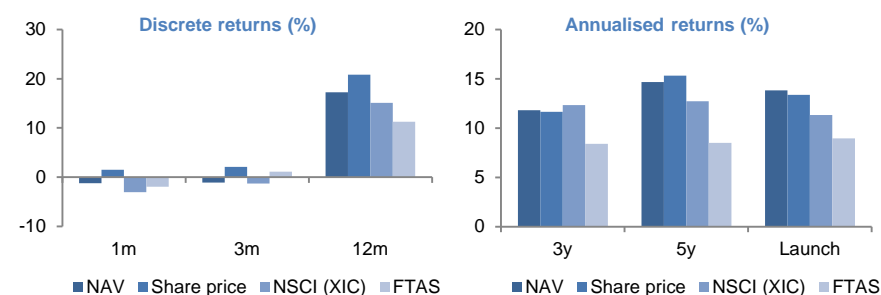 Discrete returns (%)
30
20
10
0
-10
1m 3m 12m
NAV Share price NSCI (XIC) FTAS
Annualised returns (%)
20
15
10
5
0
3y 5y Launch
NAV Share price NSCI (XIC) FTAS